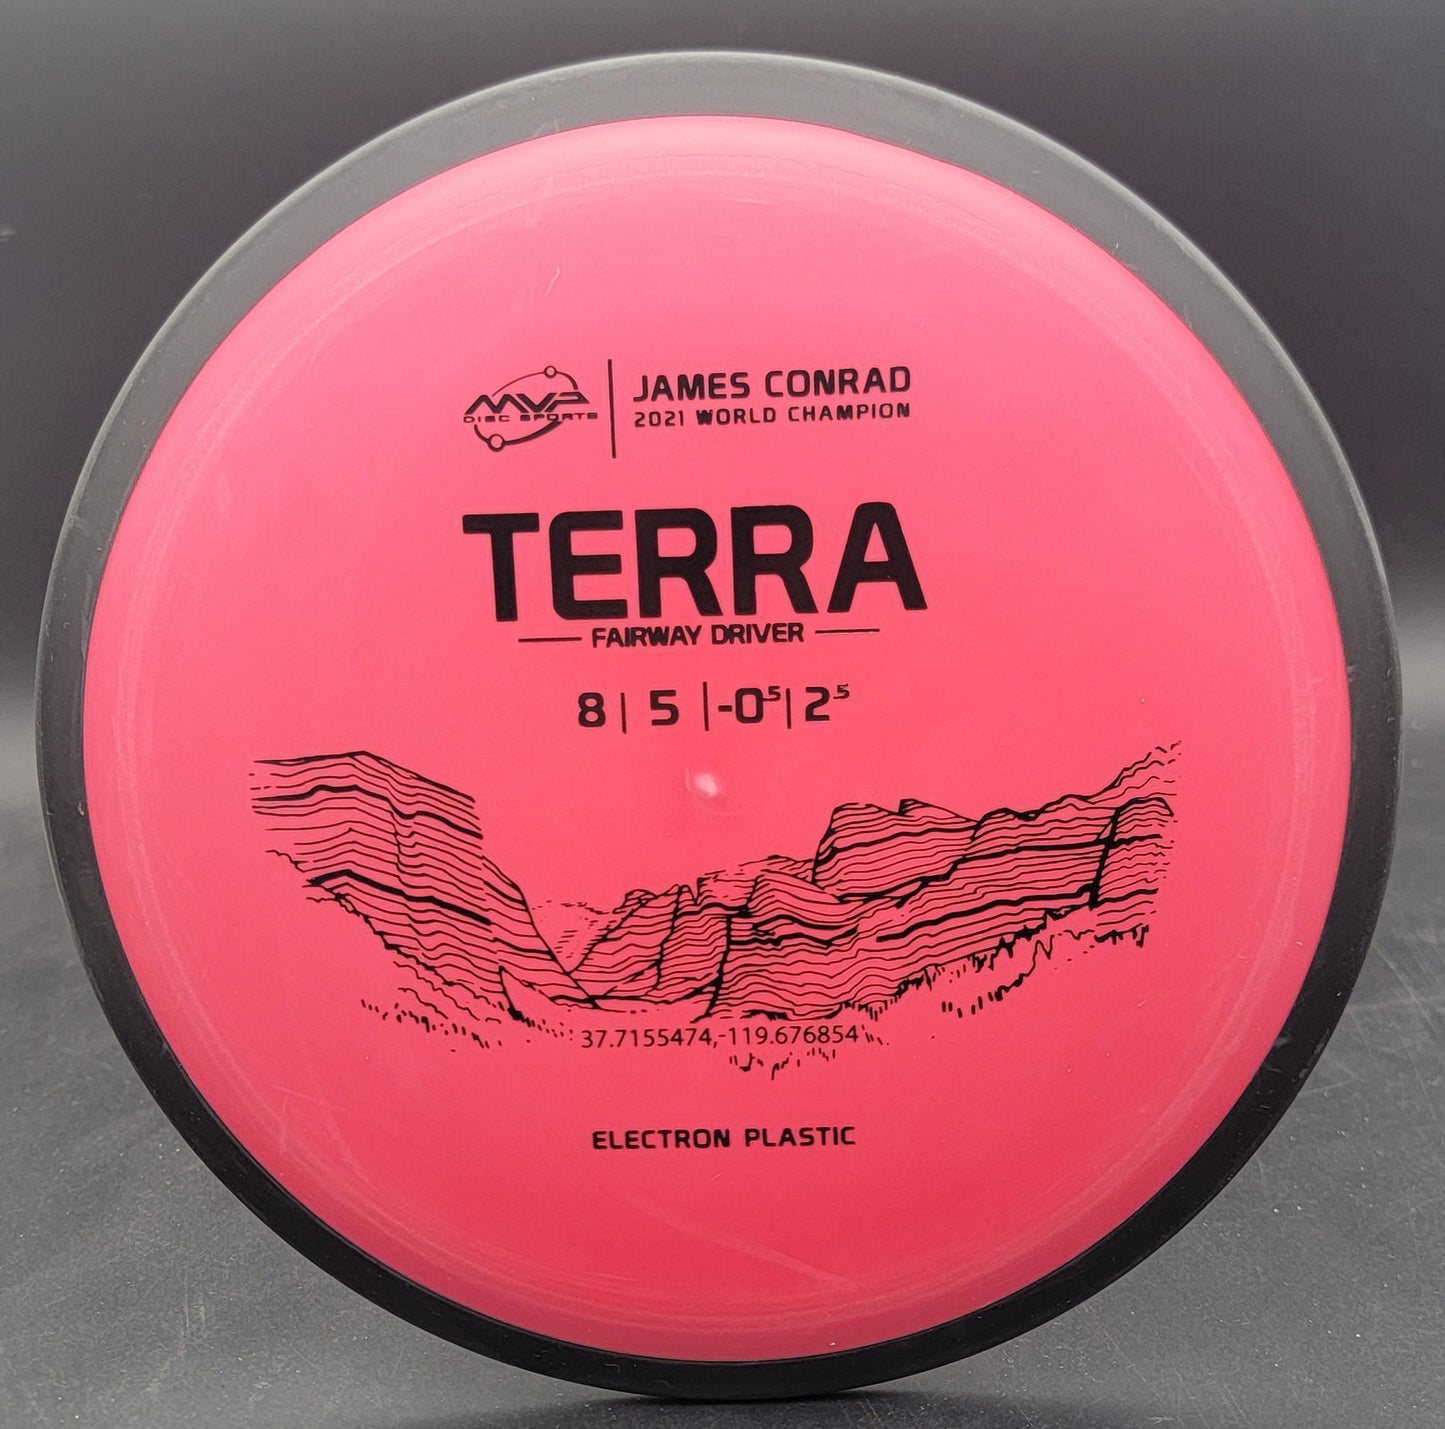 MVP
DISC SPORTS
JAMES CONRAD
2021 WORLD CHAMPION
TERRA
FAIRWAY DRIVER
8 | 5 | -0⁵ | 2⁵
37.7155474,-119.676854
ELECTRON PLASTIC